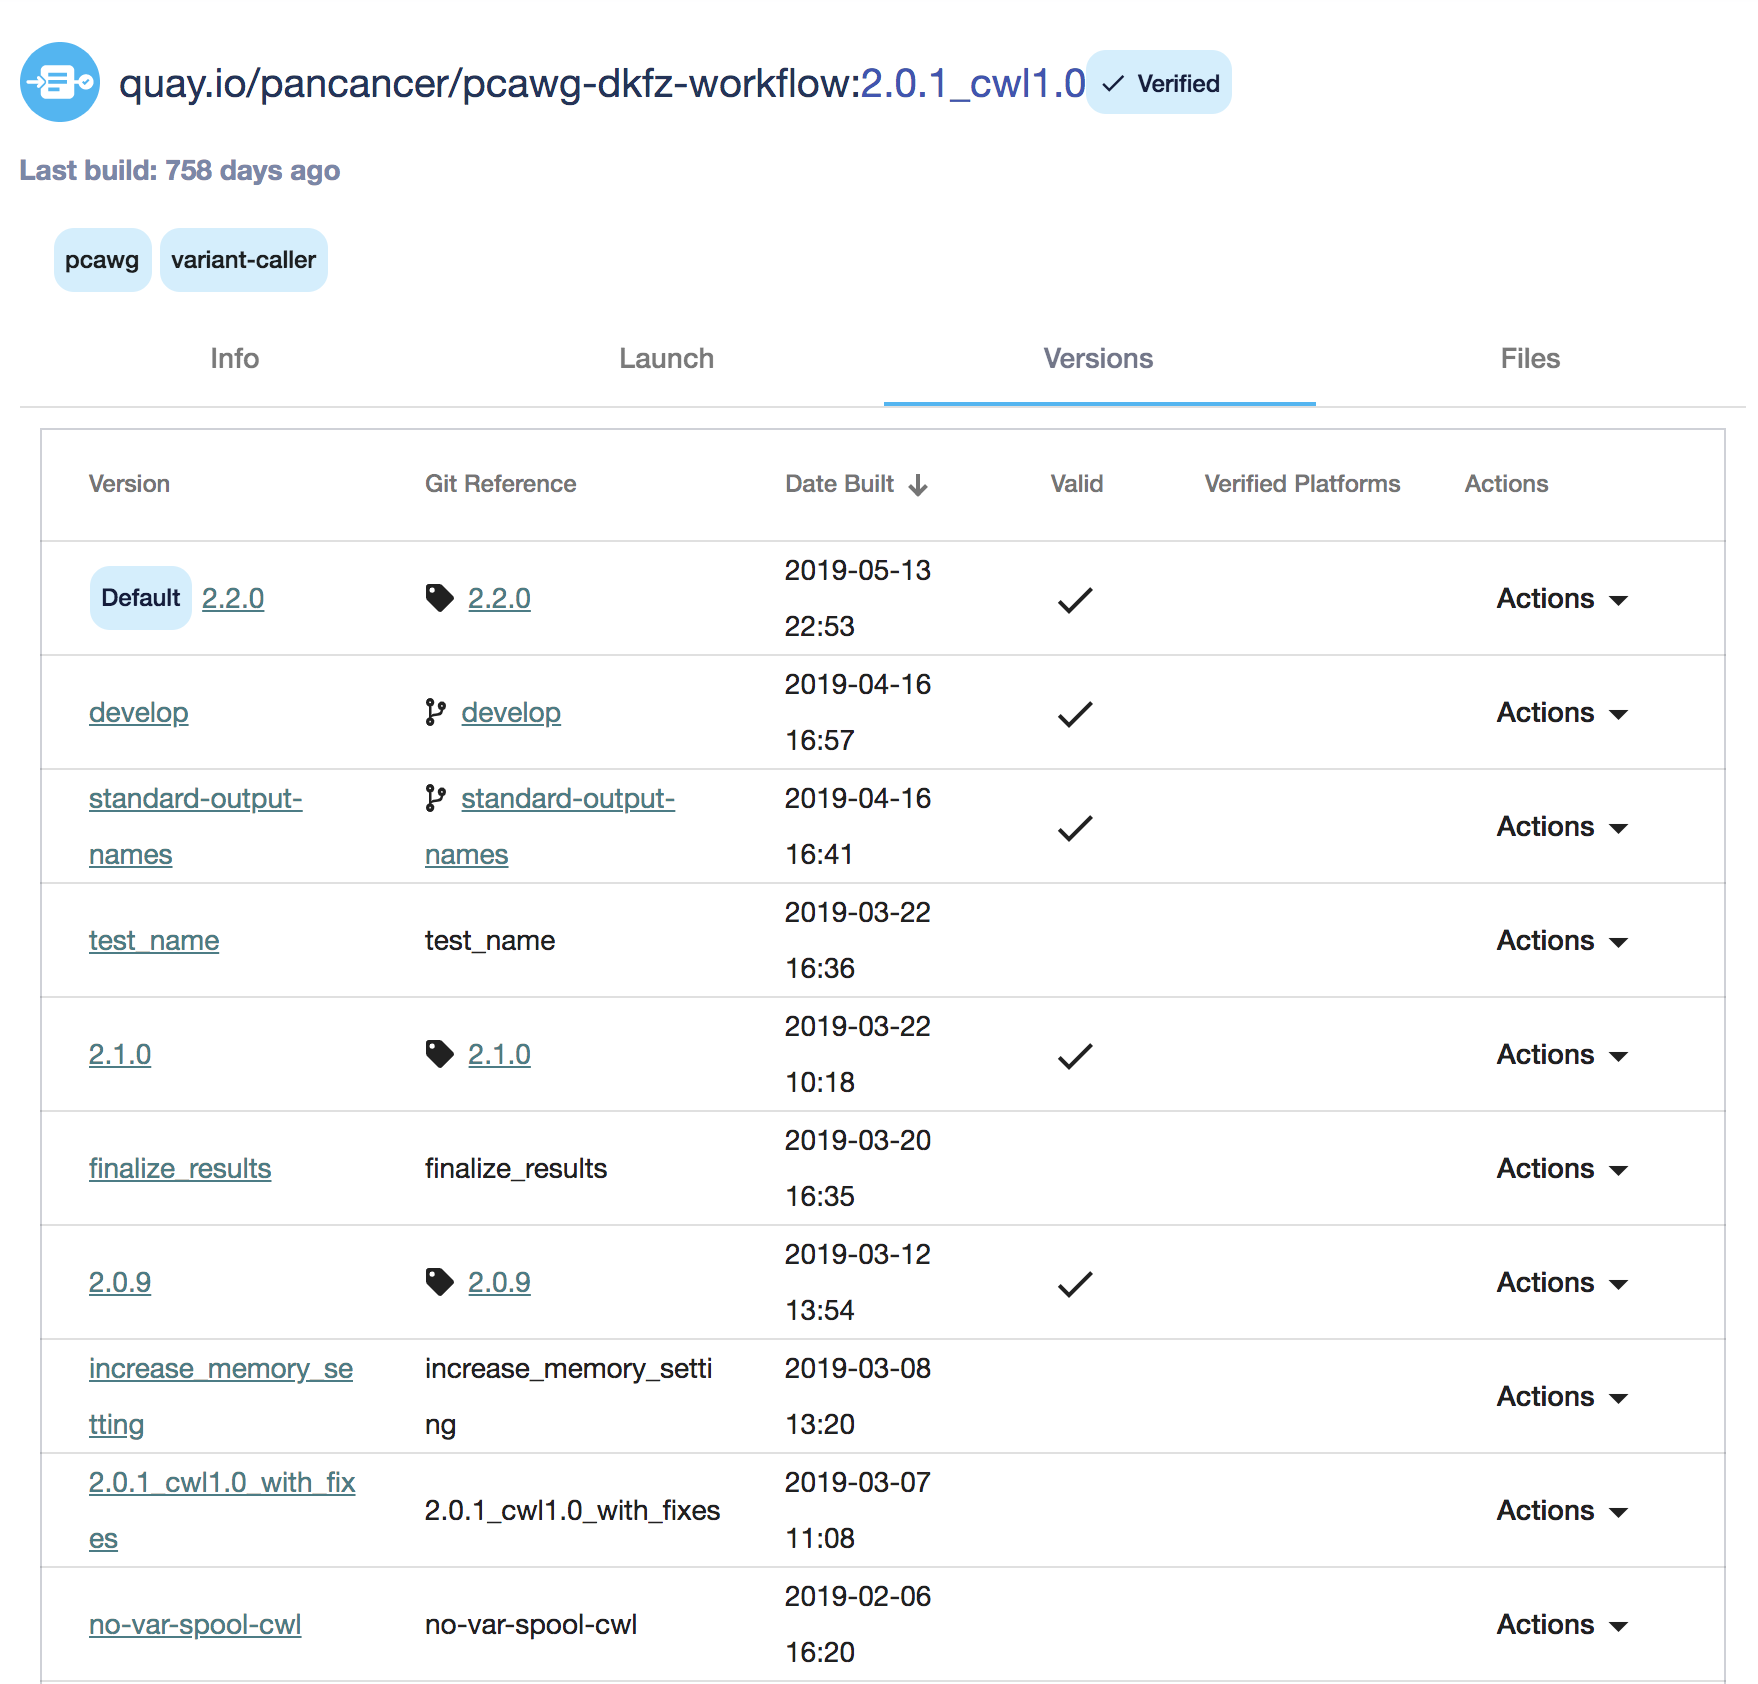 quay.io/pancancer/pcawg-dkfz-workflow:2.0.1_cwl1.0 Verified
Last build: 758 days ago
pcawg variant-caller
Info Launch Versions Files
Version Git Reference Date Built Valid Verified Platforms Actions
Default 2.2.0 2.2.0 2019-05-13 Actions
22:53
develop develop 2019-04-16 Actions
16:57
standard-output- standard-output- 2019-04-16 Actions
names names 16:41
test_name test_name 2019-03-22 Actions
16:36
2.1.0 2.1.0 2019-03-22 Actions
10:18
finalize_results finalize_results 2019-03-20 Actions
16:35
2.0.9 2.0.9 2019-03-12 Actions
13:54
increase_memory_se increase_memory_setti 2019-03-08 Actions
tting ng 13:20
2.0.1_cwl1.0_with_fix 2.0.1_cwl1.0_with_fixes 2019-03-07 Actions
es 11:08
no-var-spool-cwl no-var-spool-cwl 2019-02-06 Actions
16:20